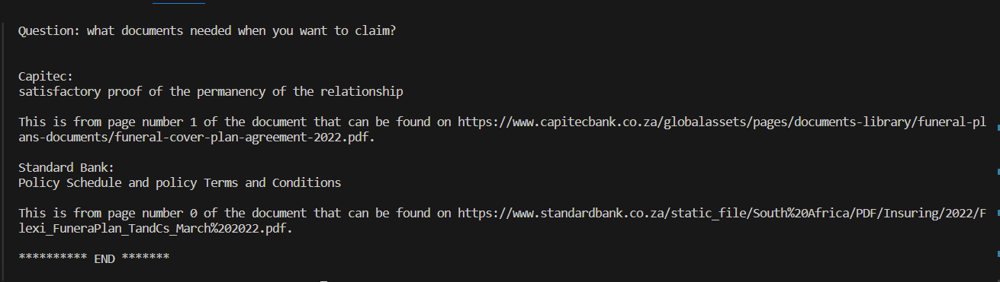 Question: what documents needed when you want to claim?
Capitec:
satisfactory proof of the permanency of the relationship
This is from page number 1 of the document that can be found on https://www.capitecbank.co.za/globalassets/pages/documents-library/funeral-pl
ans-documents/funeral-cover-plan-agreement-2022.pdf.
Standard Bank:
Policy Schedule and policy Terms and Conditions
This is from page number 0 of the document that can be found on https://www.standardbank.co.za/static_file/South%20Africa/PDF/Insuring/2022/F
lexi_FuneraPlan_TandCs_March%202022.pdf.
********** END *******